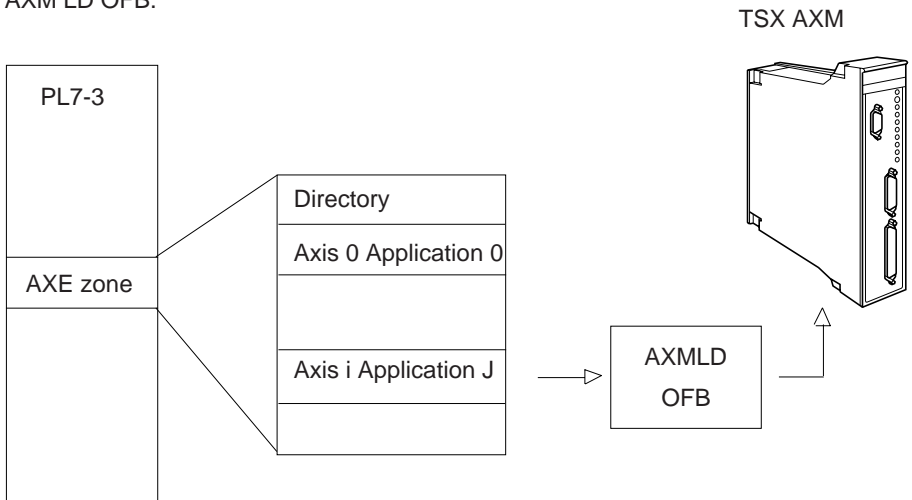 AXM LD OFB.
TSX AXM
PL7-3
Directory
Axis 0 Application 0
AXE zone
Axis i Application J
AXMLD
OFB